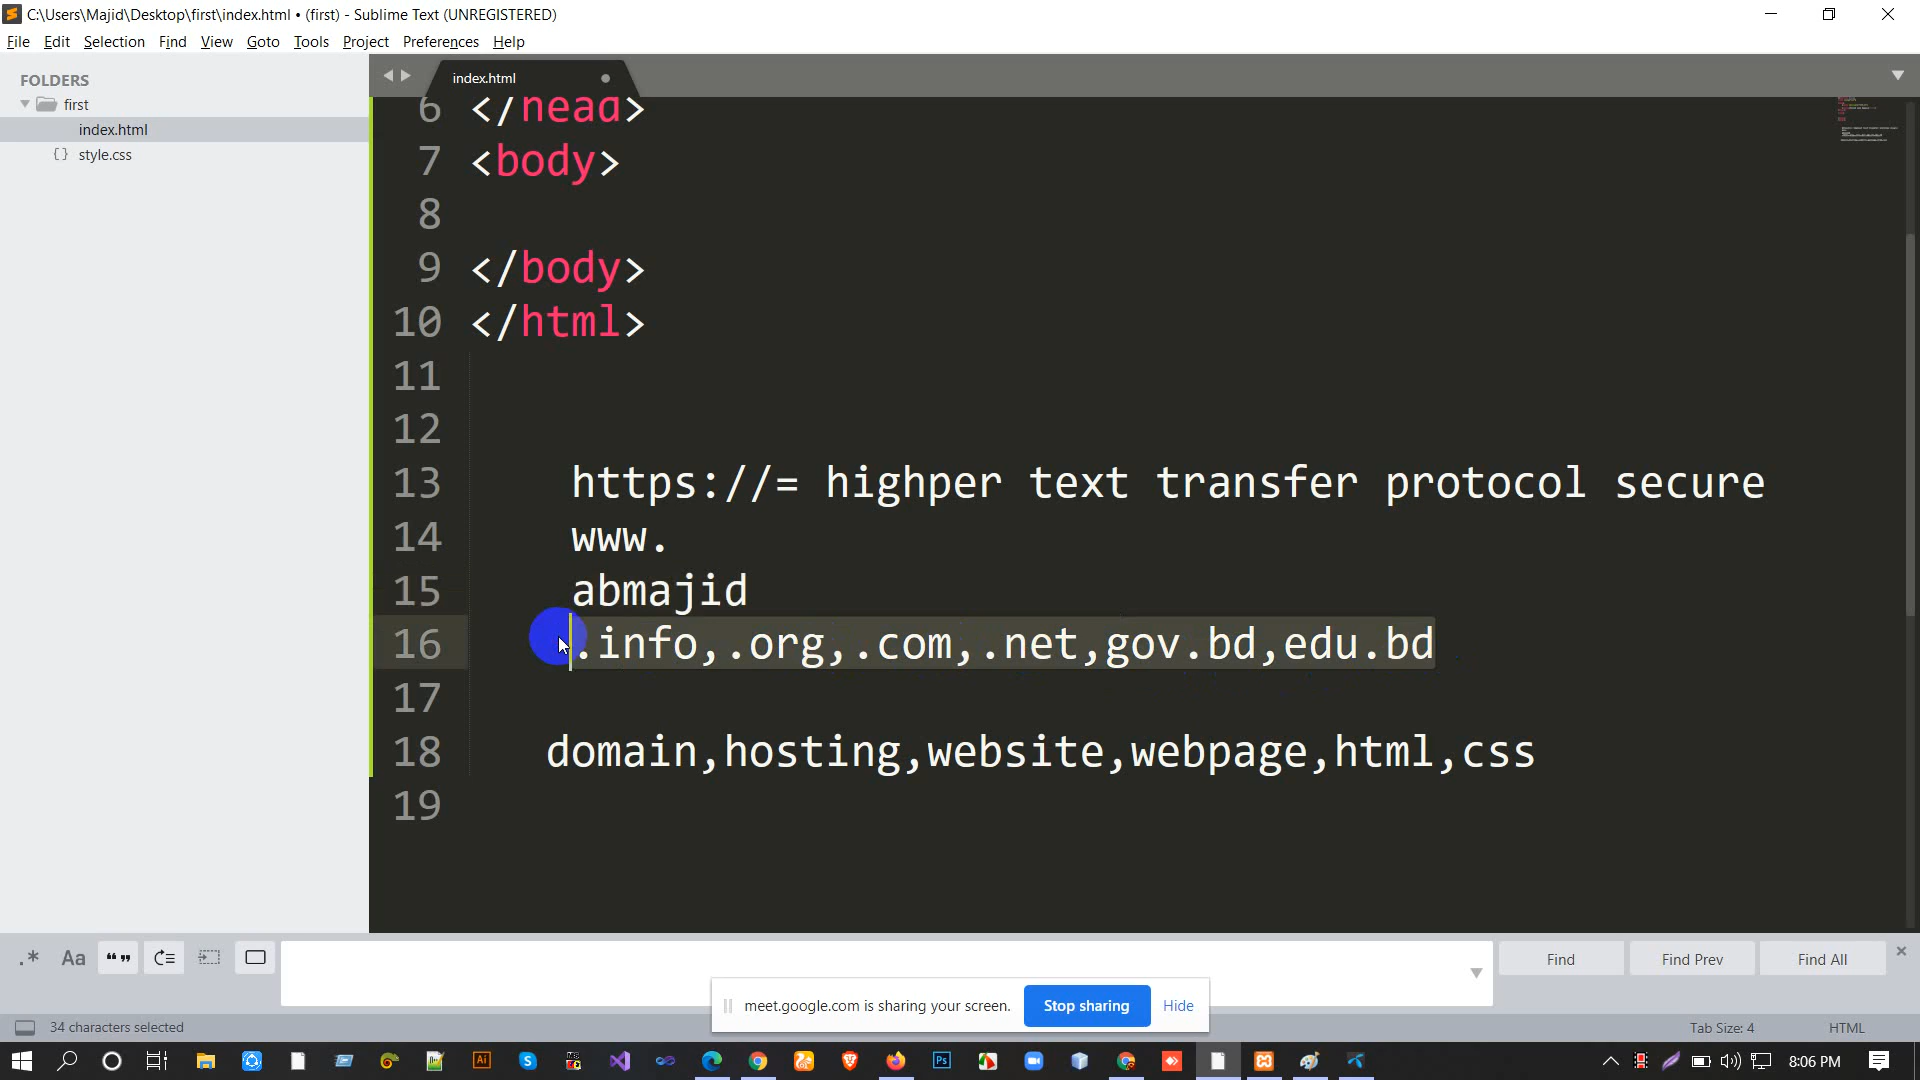 C:\Users\Majid\Desktop\first\index.html • (first) - Sublime Text (UNREGISTERED)
File Edit Selection Find View Goto Tools Project Preferences Help
FOLDERS
first
index.html
{} style.css
index.html
6 </head>
7 <body>
8
9 </body>
10 </html>
11
12
13 https://= highper text transfer protocol secure
14 www.
15 abmajid
16 .info,.org,.com,.net,gov.bd,edu.bd
17
18 domain,hosting,website,webpage,html,css
19
.* Aa “” Find Find Prev Find All
meet.google.com is sharing your screen. Stop sharing Hide
34 characters selected Tab Size: 4 HTML
Ai S Ps 8:06 PM